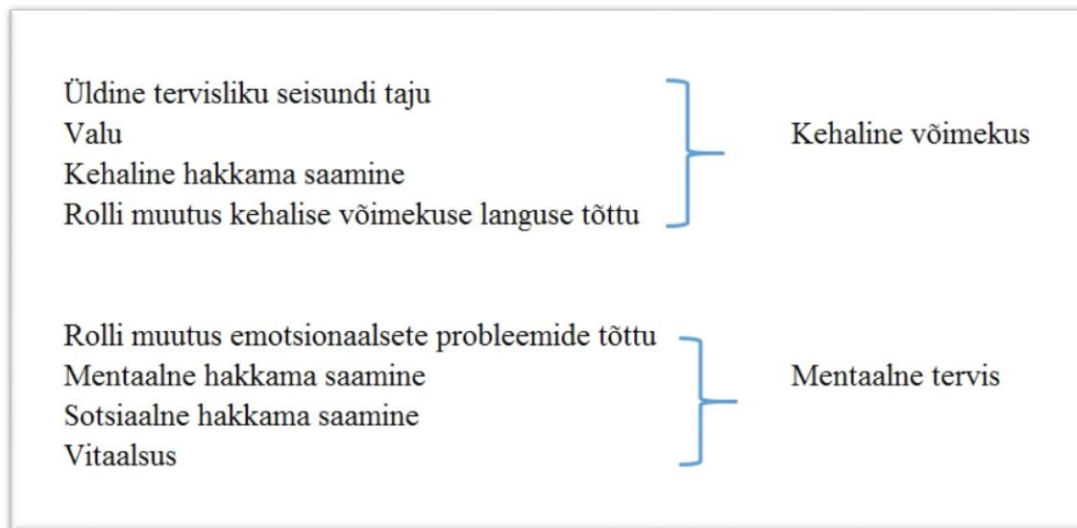 Üldine tervisliku seisundi taju
Valu
Kehaline hakkama saamine
Rolli muutus kehalise võimekuse languse tõttu
Kehaline võimekus
Rolli muutus emotsionaalsete probleemide tõttu
Mentaalne hakkama saamine
Sotsiaalne hakkama saamine
Vitaalsus
Mentaalne tervis